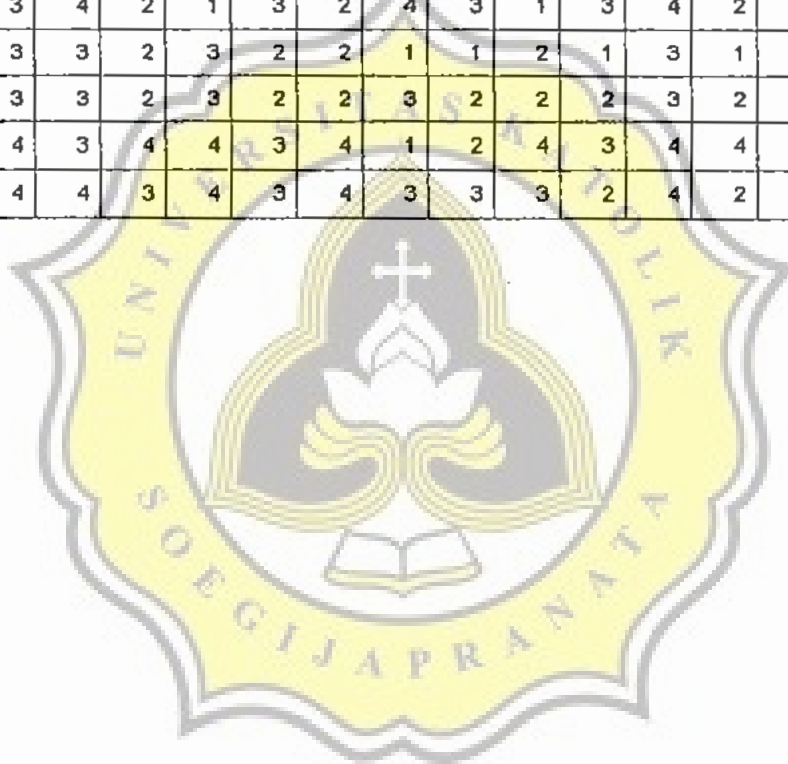 3 4 2 1 3 2 4 3 1 3 4 2
3 3 2 3 2 2 1 1 2 1 3 1
3 3 2 3 2 2 3 2 2 2 3 2
4 3 4 4 3 4 1 2 4 3 4 4
4 4 3 4 3 4 3 3 3 2 4 2
UNIVERSITAS KATOLIK
SOEGIJAPRANATA